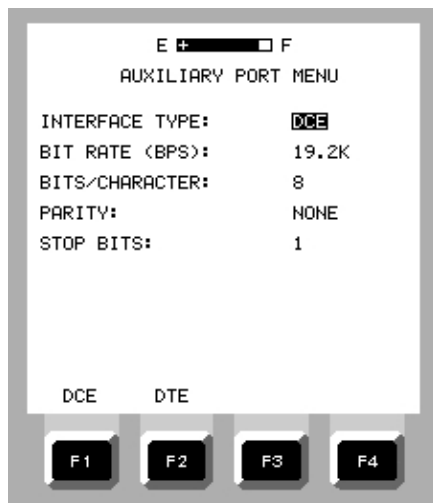 E + F
AUXILIARY PORT MENU
INTERFACE TYPE: DCE
BIT RATE (BPS): 19.2K
BITS/CHARACTER: 8
PARITY: NONE
STOP BITS: 1
DCE DTE
F1 F2 F3 F4